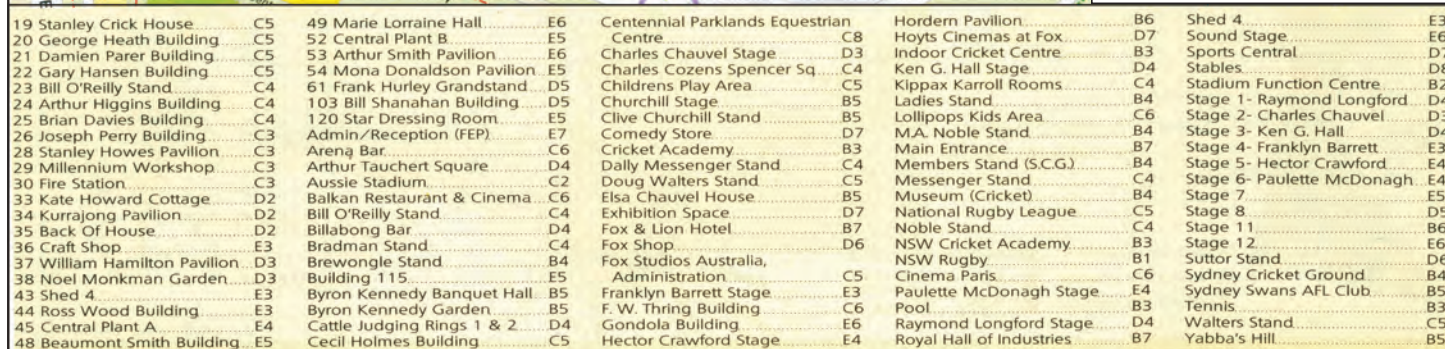 19 Stanley Crick House C5
20 George Heath Building C5
21 Damien Parer Building C5
22 Gary Hansen Building C5
23 Bill O'Reilly Stand C4
24 Arthur Higgins Building C4
25 Brian Davies Building C4
26 Joseph Perry Building C3
28 Stanley Howes Pavilion C3
29 Millennium Workshop C3
30 Fire Station C3
33 Kate Howard Cottage D2
34 Kurrajong Pavilion D2
35 Back Of House D2
36 Craft Shop E3
37 William Hamilton Pavilion D3
38 Noel Monkman Garden D3
43 Shed 4 E3
44 Ross Wood Building E3
45 Central Plant A E4
48 Beaumont Smith Building E5
49 Marie Lorraine Hall E6
52 Central Plant B E5
53 Arthur Smith Pavilion E6
54 Mona Donaldson Pavilion E5
61 Frank Hurley Grandstand D5
103 Bill Shanahan Building D5
120 Star Dressing Room E5
Admin/Reception (FEP) E7
Arena Bar C6
Arthur Tauchert Square D4
Aussie Stadium C2
Balkan Restaurant & Cinema C6
Bill O'Reilly Stand C4
Billabong Bar D4
Bradman Stand C4
Brewongle Stand B4
Building 115 E5
Byron Kennedy Banquet Hall B5
Byron Kennedy Garden B5
Cattle Judging Rings 1 & 2 D4
Cecil Holmes Building C5
Centennial Parklands Equestrian
Centre C8
Charles Chauvel Stage D3
Charles Cozens Spencer Sq C4
Childrens Play Area C5
Churchill Stage B5
Clive Churchill Stand B5
Comedy Store D7
Cricket Academy B3
Dally Messenger Stand C4
Doug Walters Stand C5
Elsa Chauvel House B5
Exhibition Space D7
Fox & Lion Hotel B7
Fox Shop D6
Fox Studios Australia,
Administration C5
Franklyn Barrett Stage E3
F. W. Thring Building C6
Gondola Building E6
Hector Crawford Stage E4
Hordern Pavilion B6
Hoyts Cinemas at Fox D7
Indoor Cricket Centre B3
Ken G. Hall Stage D4
Kippax Karroll Rooms C4
Ladies Stand B4
Lollipops Kids Area C6
M.A. Noble Stand B4
Main Entrance B7
Members Stand (S.C.G.) B4
Messenger Stand C4
Museum (Cricket) B4
National Rugby League C5
Noble Stand C4
NSW Cricket Academy B3
NSW Rugby B1
Cinema Paris C6
Paulette McDonagh Stage E4
Pool B3
Raymond Longford Stage D4
Royal Hall of Industries B7
Shed 4 E3
Sound Stage E6
Sports Central
Stables D8
Stadium Function Centre B2
Stage 1- Raymond Longford D4
Stage 2- Charles Chauvel D3
Stage 3- Ken G. Hall D4
Stage 4- Franklyn Barrett E3
Stage 5- Hector Crawford E4
Stage 6- Paulette McDonagh E4
Stage 7 E5
Stage 8 D5
Stage 11 B6
Stage 12 E6
Suttor Stand D6
Sydney Cricket Ground B4
Sydney Swans AFL Club B5
Tennis B3
Walters Stand C5
Yabba's Hill B5